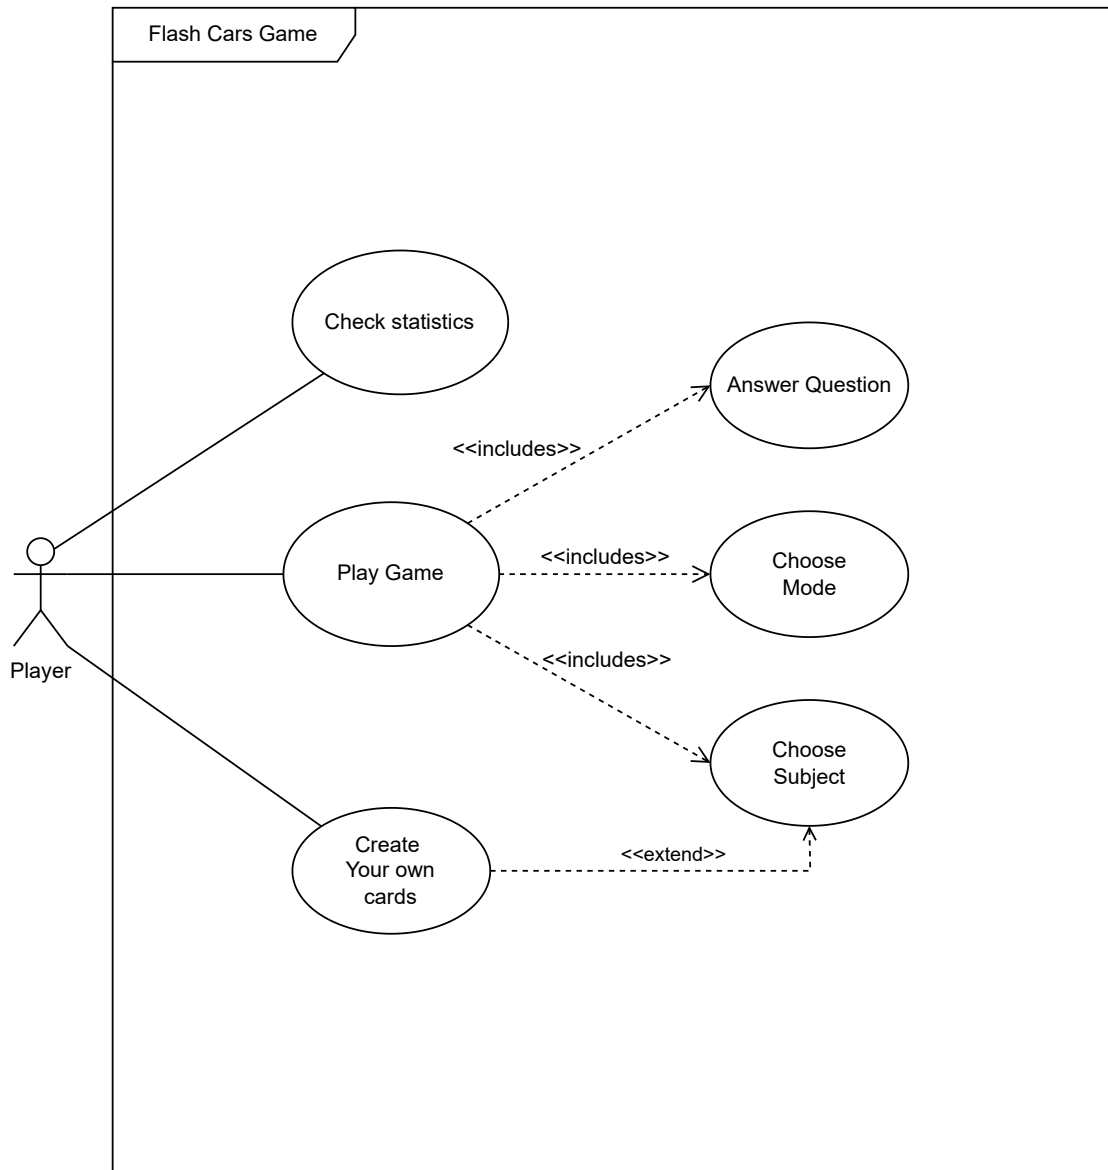 Flash Cars Game
Check statistics
Answer Question
<<includes>>
<<includes>>
Play Game
Choose
Mode
<<includes>>
Player
Choose
Subject
Create
Your own
cards
<<extend>>